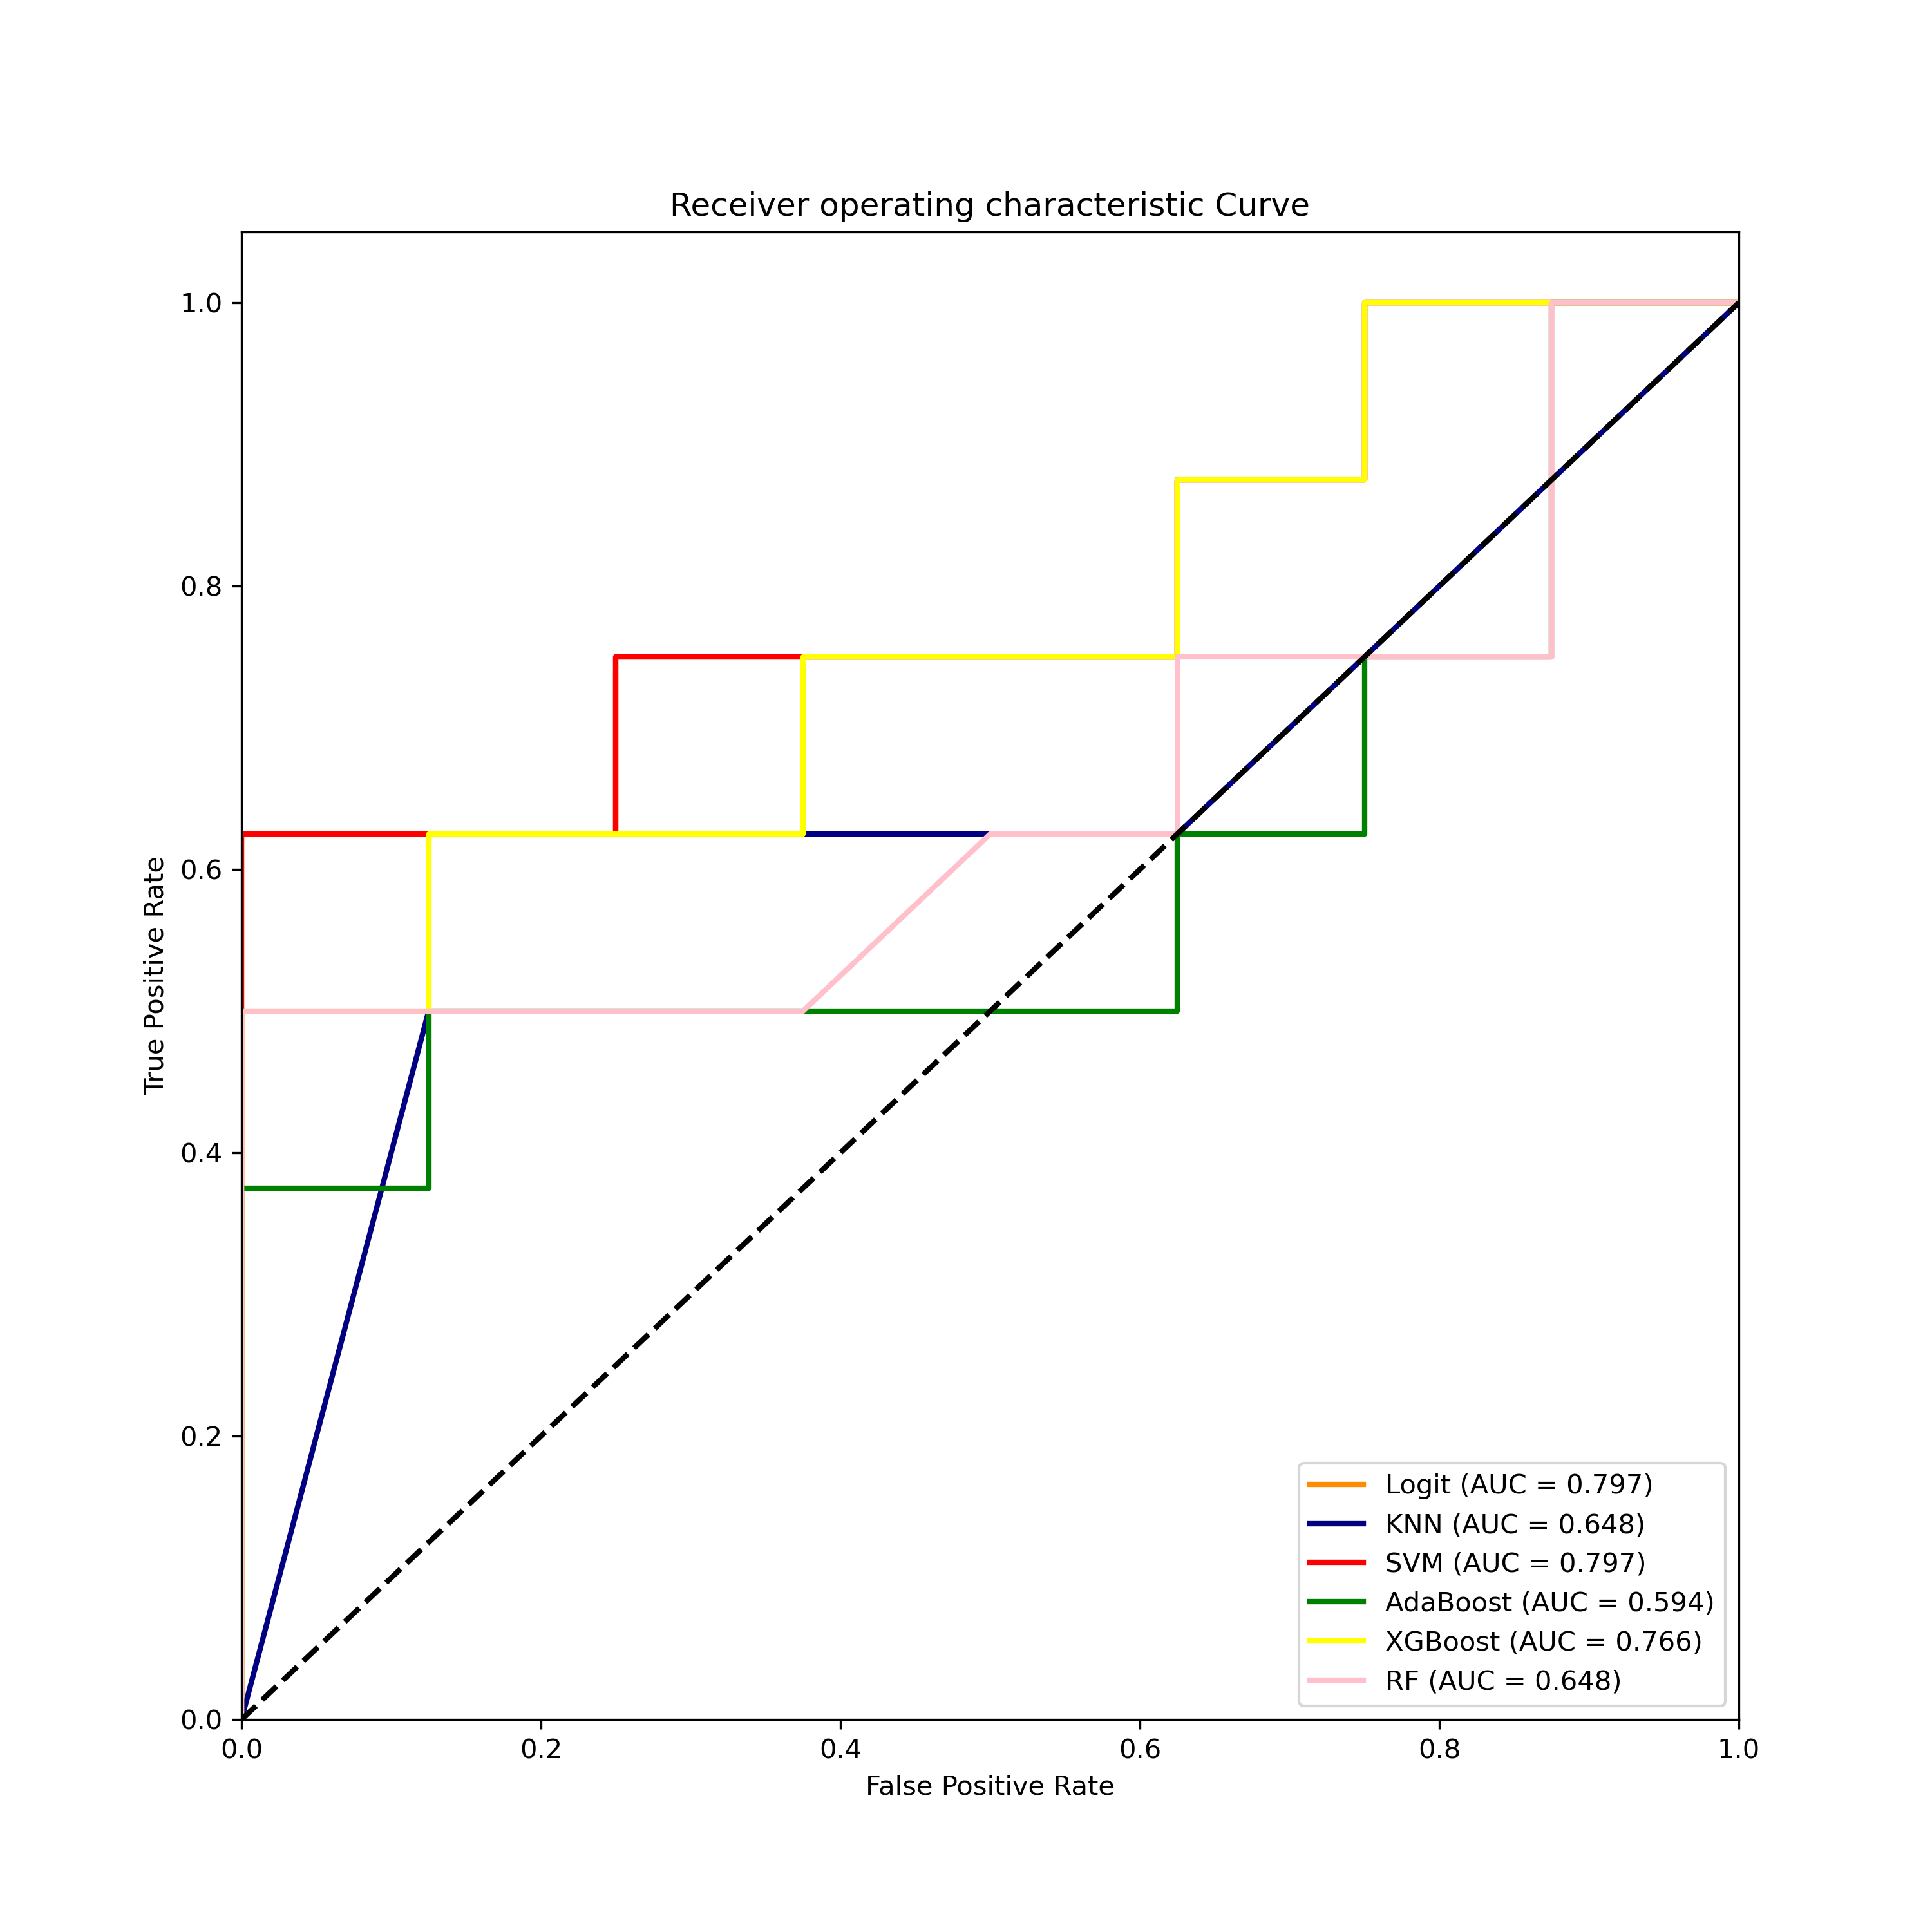 Receiver operating characteristic Curve
1.0
0.8
0.6
0.4
0.2
0.0
True Positive Rate
0.0 0.2 0.4 0.6 0.8 1.0
False Positive Rate
Logit (AUC = 0.797)
KNN (AUC = 0.648)
SVM (AUC = 0.797)
AdaBoost (AUC = 0.594)
XGBoost (AUC = 0.766)
RF (AUC = 0.648)